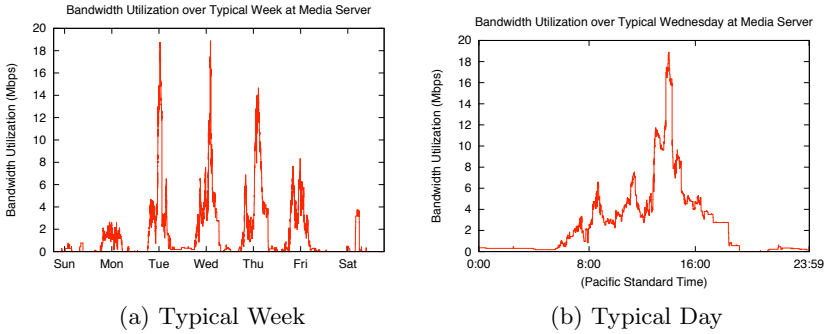 Bandwidth Utilization over Typical Week at Media Server
Bandwidth Utilization (Mbps)
20
18
16
14
12
10
8
6
4
2
0
Sun Mon Tue Wed Thu Fri Sat
(a) Typical Week
Bandwidth Utilization over Typical Wednesday at Media Server
Bandwidth Utilization (Mbps)
20
18
16
14
12
10
8
6
4
2
0
0:00 8:00 16:00 23:59
(Pacific Standard Time)
(b) Typical Day